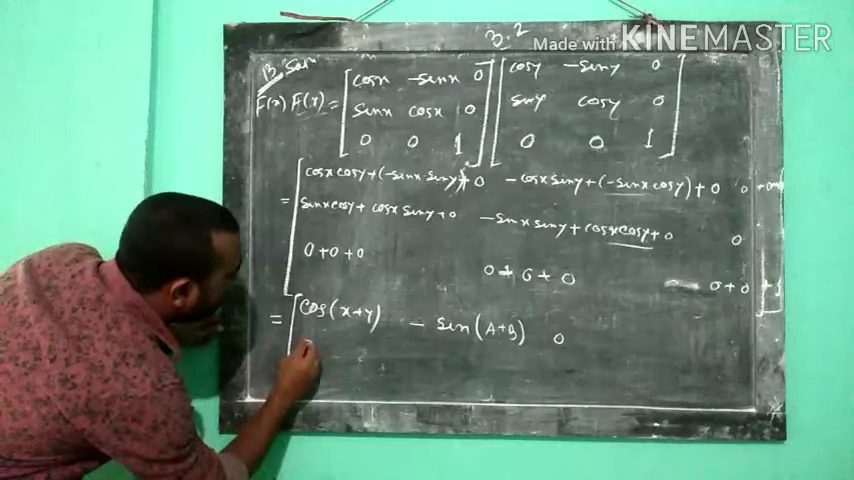 3.2
Made with KINEMASTER
13. Soln
F(x) F(y) = [cosx -sinx 0] [cosy -siny 0]
[sinx cosx 0] [siny cosy 0]
[0 0 1] [0 0 1]
= [cosx cosy + (-sinx · siny) + 0 -cosx siny + (-sinx cosy) + 0 0
sinx cosy + cosx siny + 0 -sinx siny + cosx cosy + 0 0
0+0+0 0+0+0 0+0+1]
= [cos(x+y) - sin(A+B) 0